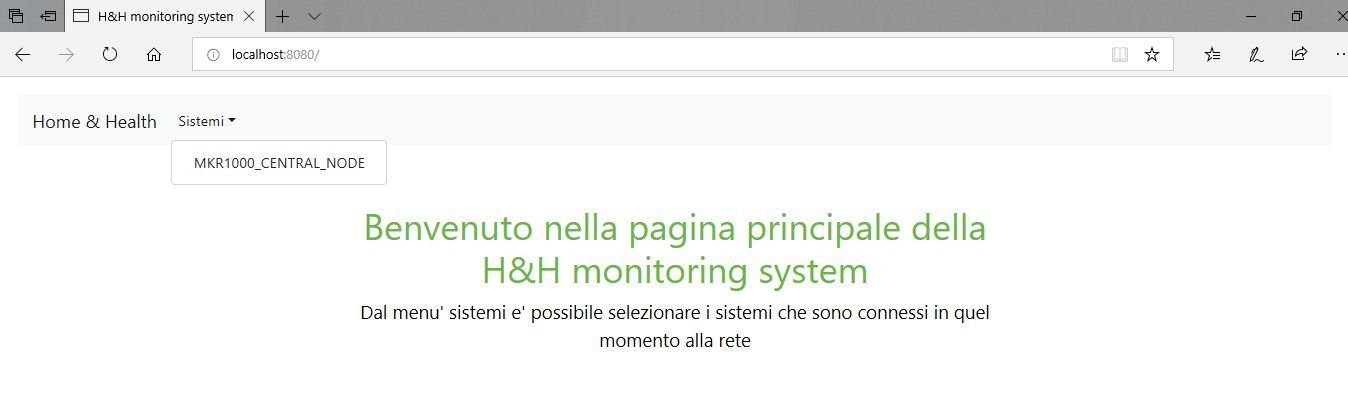 H&H monitoring system
localhost:8080/
Home & Health Sistemi
MKR1000_CENTRAL_NODE
Benvenuto nella pagina principale della
H&H monitoring system
Dal menu' sistemi e' possibile selezionare i sistemi che sono connessi in quel
momento alla rete